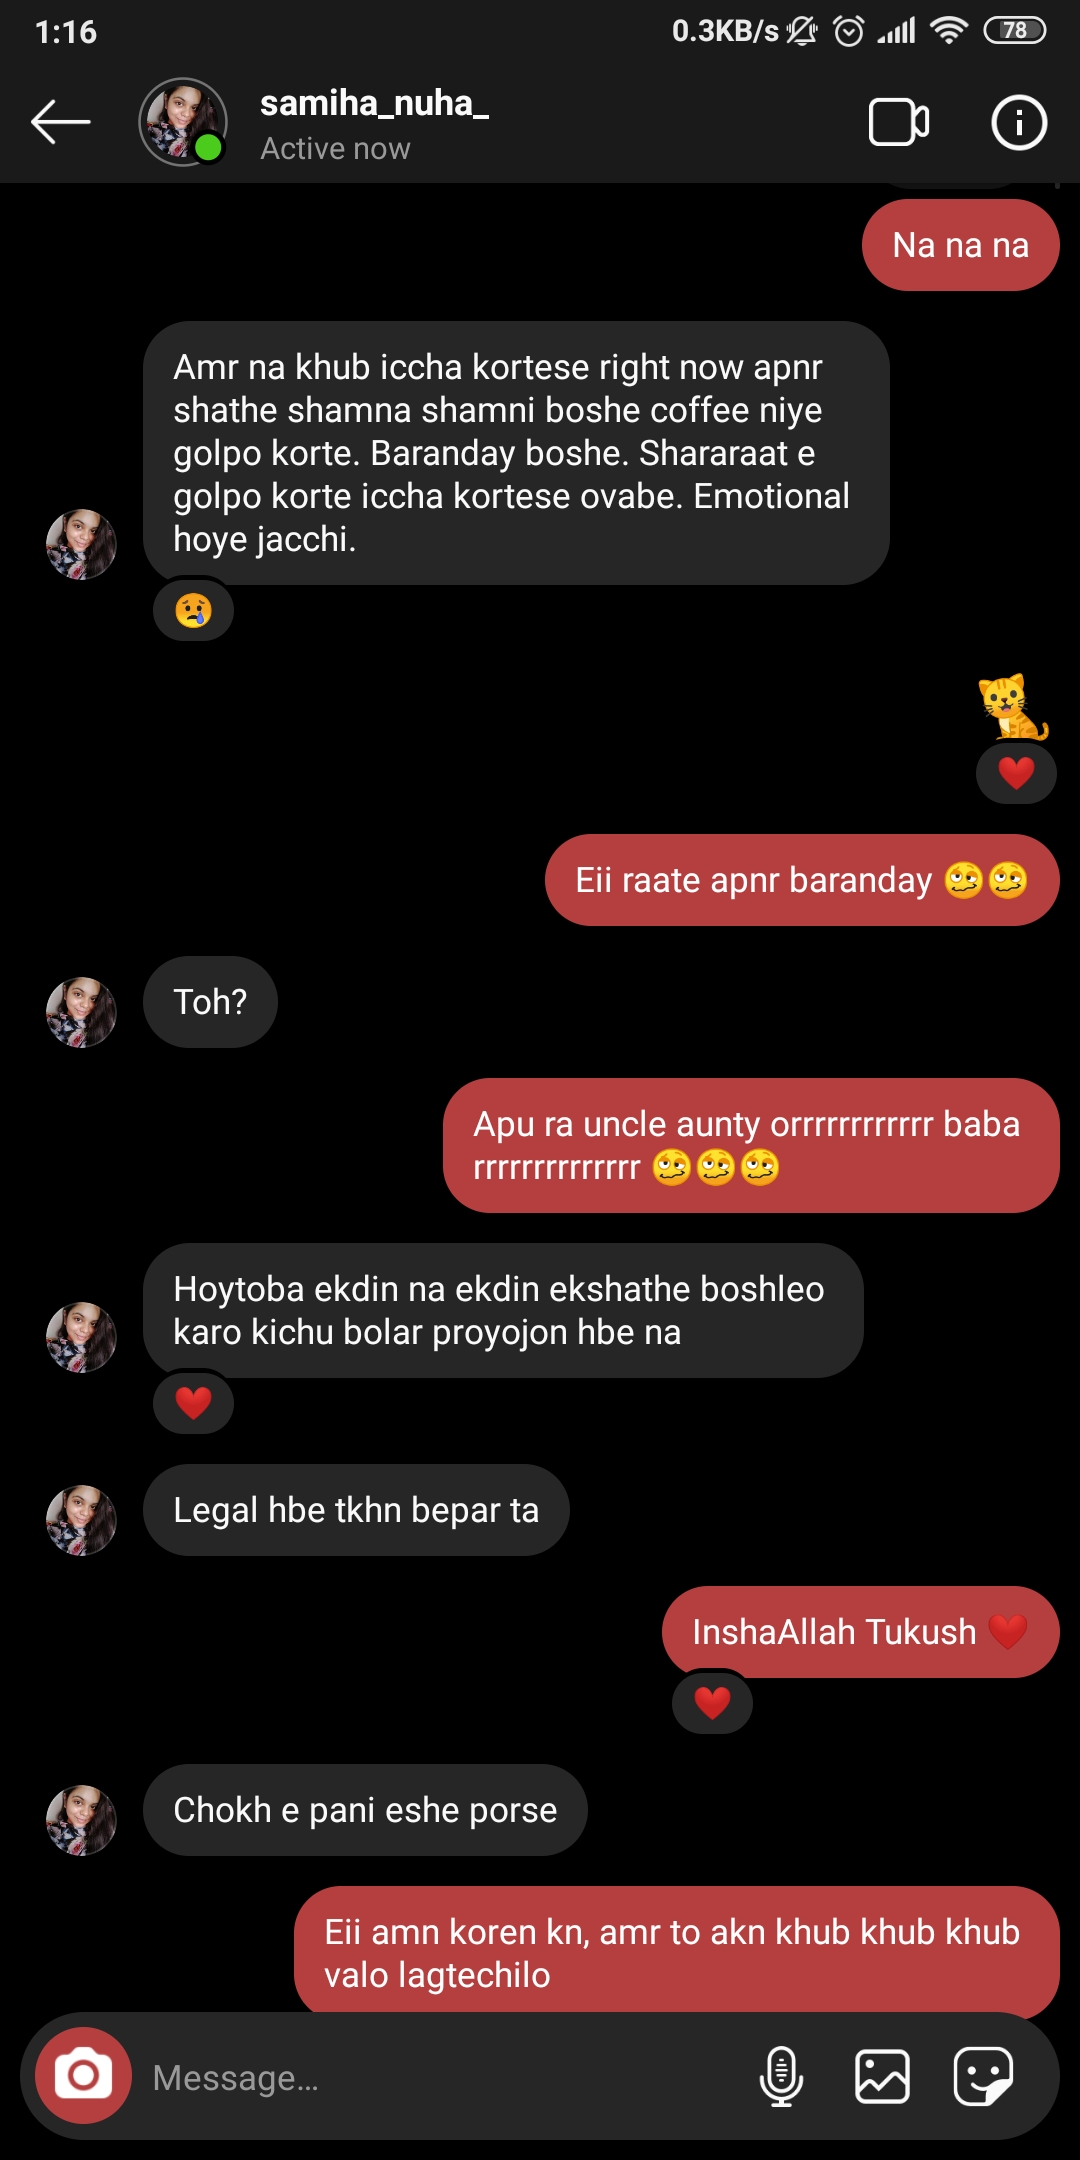 1:16 0.3KB/s 78
samiha_nuha_
Active now
Na na na
Amr na khub iccha kortese right now apnr
shathe shamna shamni boshe coffee niye
golpo korte. Baranday boshe. Shararaat e
golpo korte iccha kortese ovabe. Emotional
hoye jacchi.
Eii raate apnr baranday 🥴🥴
Toh?
Apu ra uncle aunty orrrrrrrrrrrr baba
rrrrrrrrrrrrrr 🥴🥴🥴
Hoytoba ekdin na ekdin ekshathe boshleo
karo kichu bolar proyojon hbe na
Legal hbe tkhn bepar ta
InshaAllah Tukush ❤️
Chokh e pani eshe porse
Eii amn koren kn, amr to akn khub khub khub
valo lagtechilo
Message...